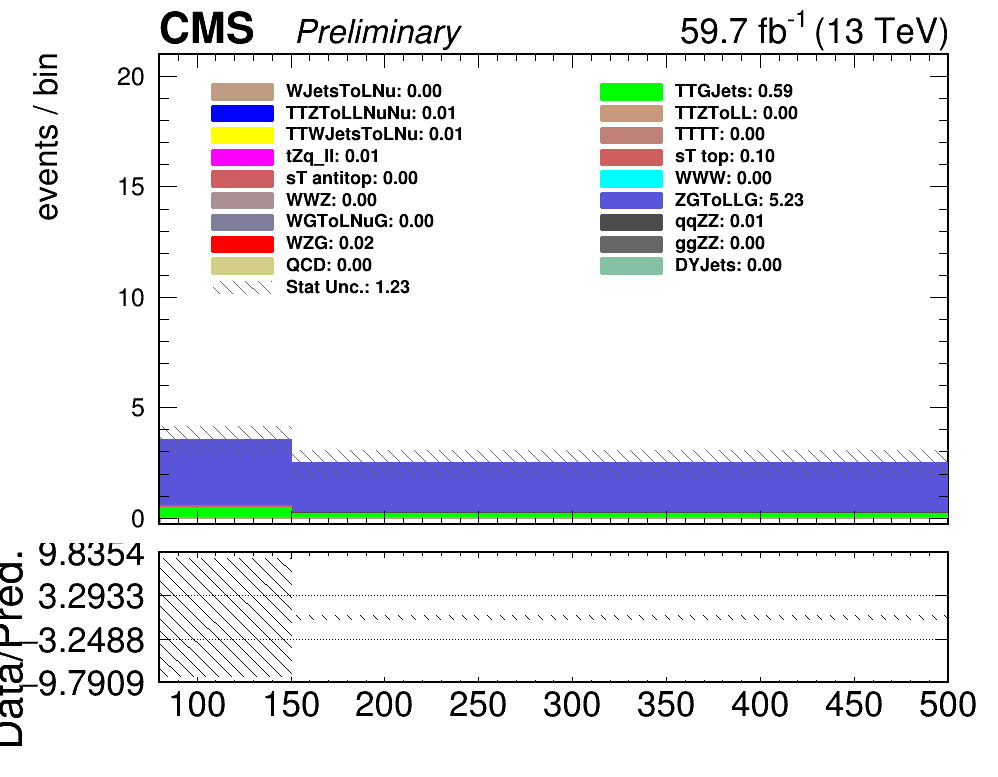 CMS Preliminary 59.7 fb-1 (13 TeV)
events / bin
20
15
10
5
0
WJetsToLNu: 0.00
TTZToLLNuNu: 0.01
TTWJetsToLNu: 0.01
tZq_ll: 0.01
sT antitop: 0.00
WWZ: 0.00
WGToLNuG: 0.00
WZG: 0.02
QCD: 0.00
Stat Unc.: 1.23
TTGJets: 0.59
TTZToLL: 0.00
TTTT: 0.00
sT top: 0.10
WWW: 0.00
ZGToLLG: 5.23
qqZZ: 0.01
ggZZ: 0.00
DYJets: 0.00
Data/Pred.
9.8354
3.2933
−3.2488
−9.7909
100 150 200 250 300 350 400 450 500